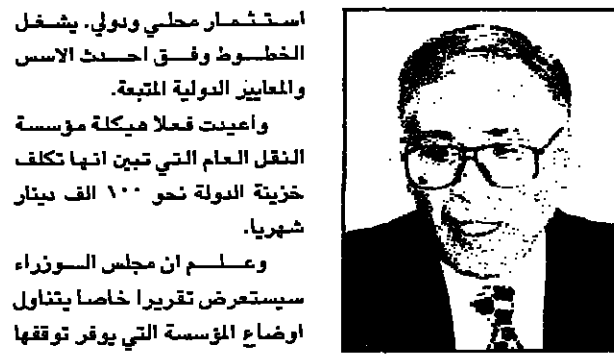 استثمار محلي ودولي. يشغل
الخطوط وفق احدث الاسس
والمعايير الدولية المتبعة.
واعيدت فعلا هيكلة مؤسسة
النقل العام التي تبين انها تكلف
خزينة الدولة نحو ١٠٠ الف دينار
شهريا.
وعلم ان مجلس الوزراء
سيستعرض تقريرا خاصا يتناول
اوضاع المؤسسة التي يوفر توقفها